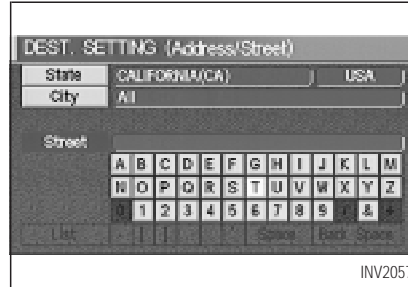 DEST. SETTING (Address/Street)
State CALIFORNIA(CA) USA
City All
Street
A B C D E F G H I J K L M
N O P Q R S T U V W X Y Z
0 1 2 3 4 5 6 7 8 9 & 
List Space Back Space
INV2057